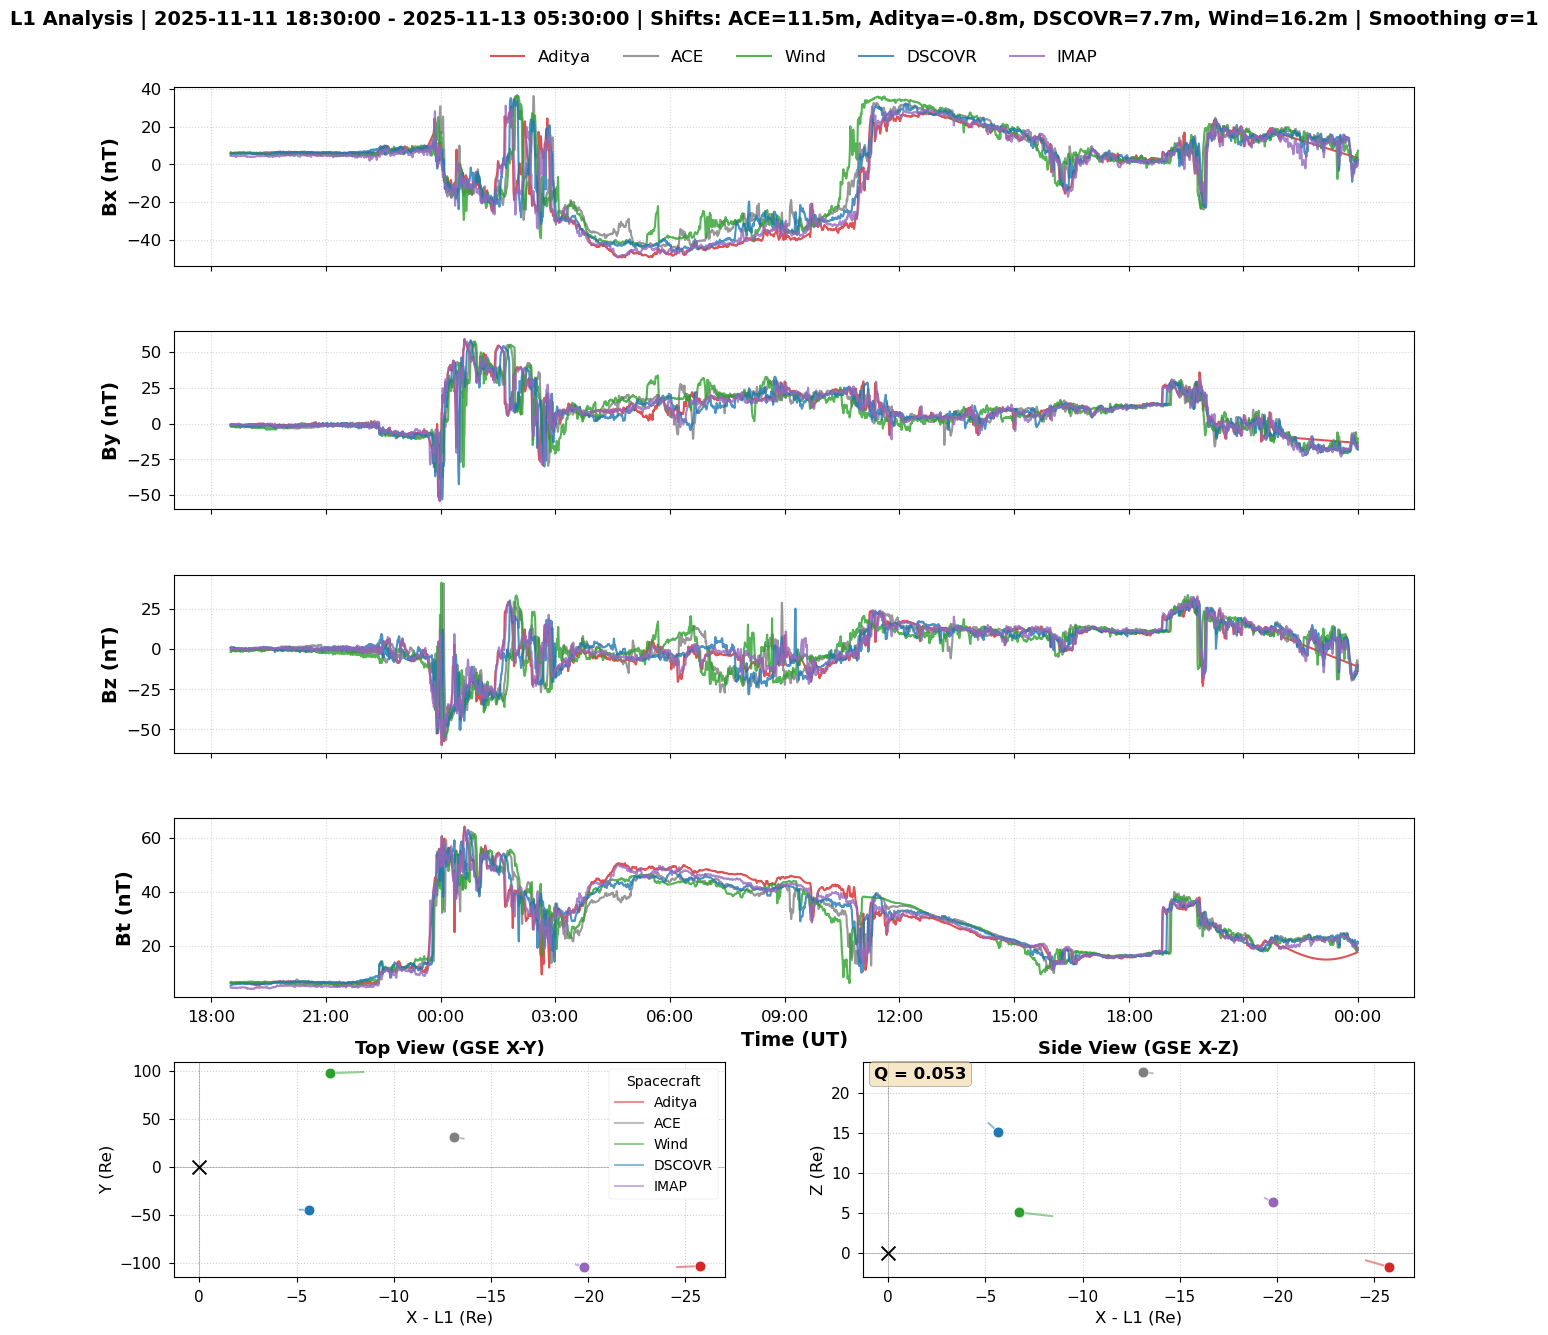 L1 Analysis | 2025-11-11 18:30:00 - 2025-11-13 05:30:00 | Shifts: ACE=11.5m, Aditya=-0.8m, DSCOVR=7.7m, Wind=16.2m | Smoothing σ=1
Aditya ACE Wind DSCOVR IMAP
Bx (nT)
40
20
0
−20
−40
By (nT)
50
25
0
−25
−50
Bz (nT)
25
0
−25
−50
Bt (nT)
60
40
20
18:00 21:00 00:00 03:00 06:00 09:00 12:00 15:00 18:00 21:00 00:00
Time (UT)
Top View (GSE X-Y)
Y (Re)
100
50
0
−50
−100
Spacecraft
Aditya
ACE
Wind
DSCOVR
IMAP
0 −5 −10 −15 −20 −25
X - L1 (Re)
Side View (GSE X-Z)
Q = 0.053
Z (Re)
20
15
10
5
0
0 −5 −10 −15 −20 −25
X - L1 (Re)